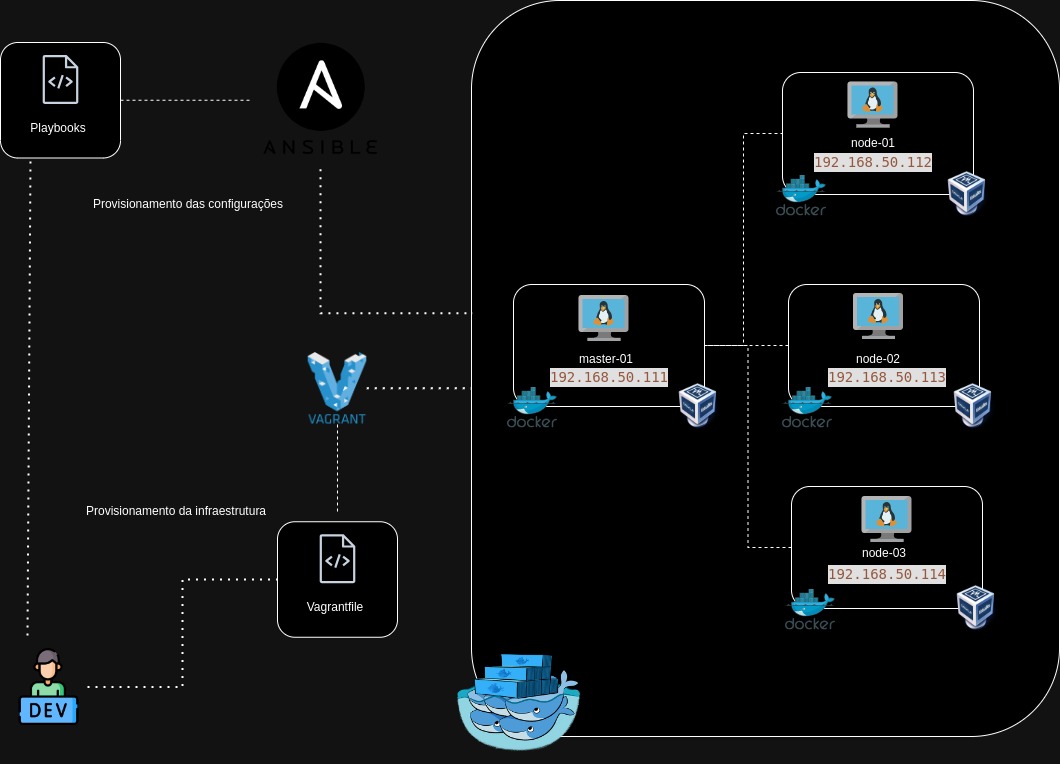 Playbooks
ANSIBLE
Provisionamento das configurações
VAGRANT
Provisionamento da infraestrutura
Vagrantfile
DEV
master-01
192.168.50.111
docker
node-01
192.168.50.112
docker
node-02
192.168.50.113
docker
node-03
192.168.50.114
docker